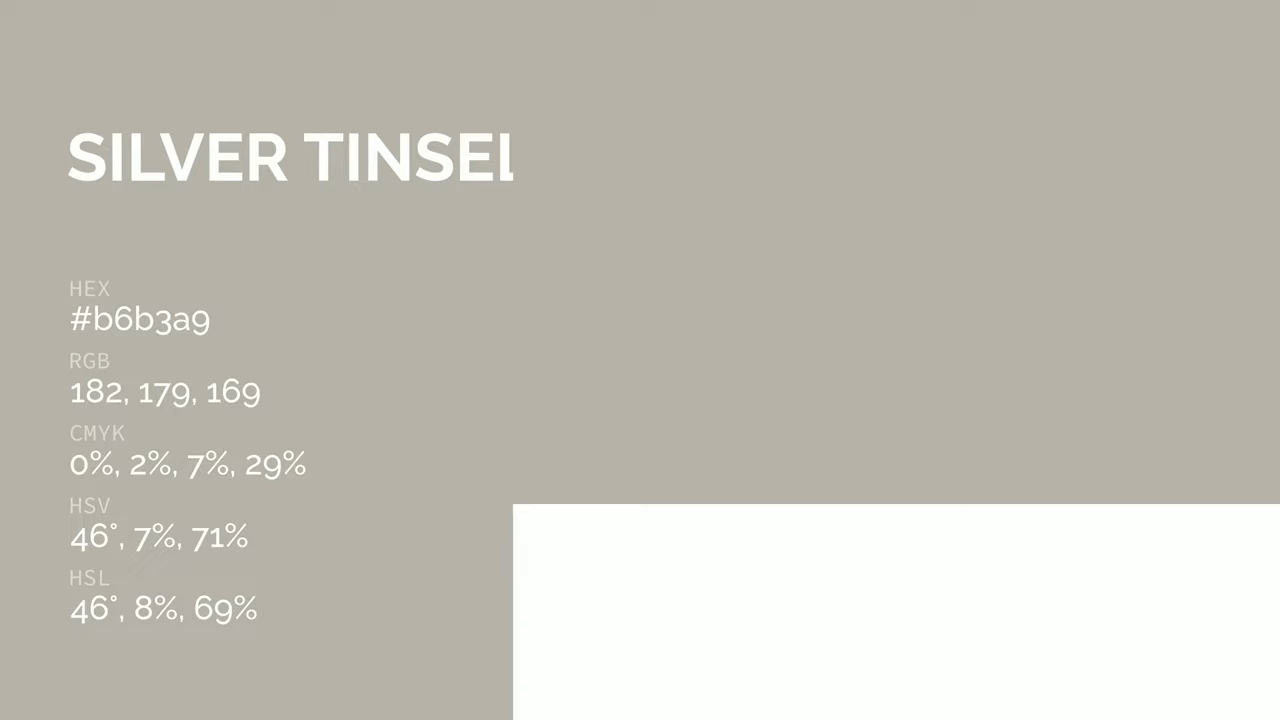 SILVER TINSEL
HEX
#b6b3a9
RGB
182, 179, 169
CMYK
0%, 2%, 7%, 29%
HSV
46°, 7%, 71%
HSL
46°, 8%, 69%